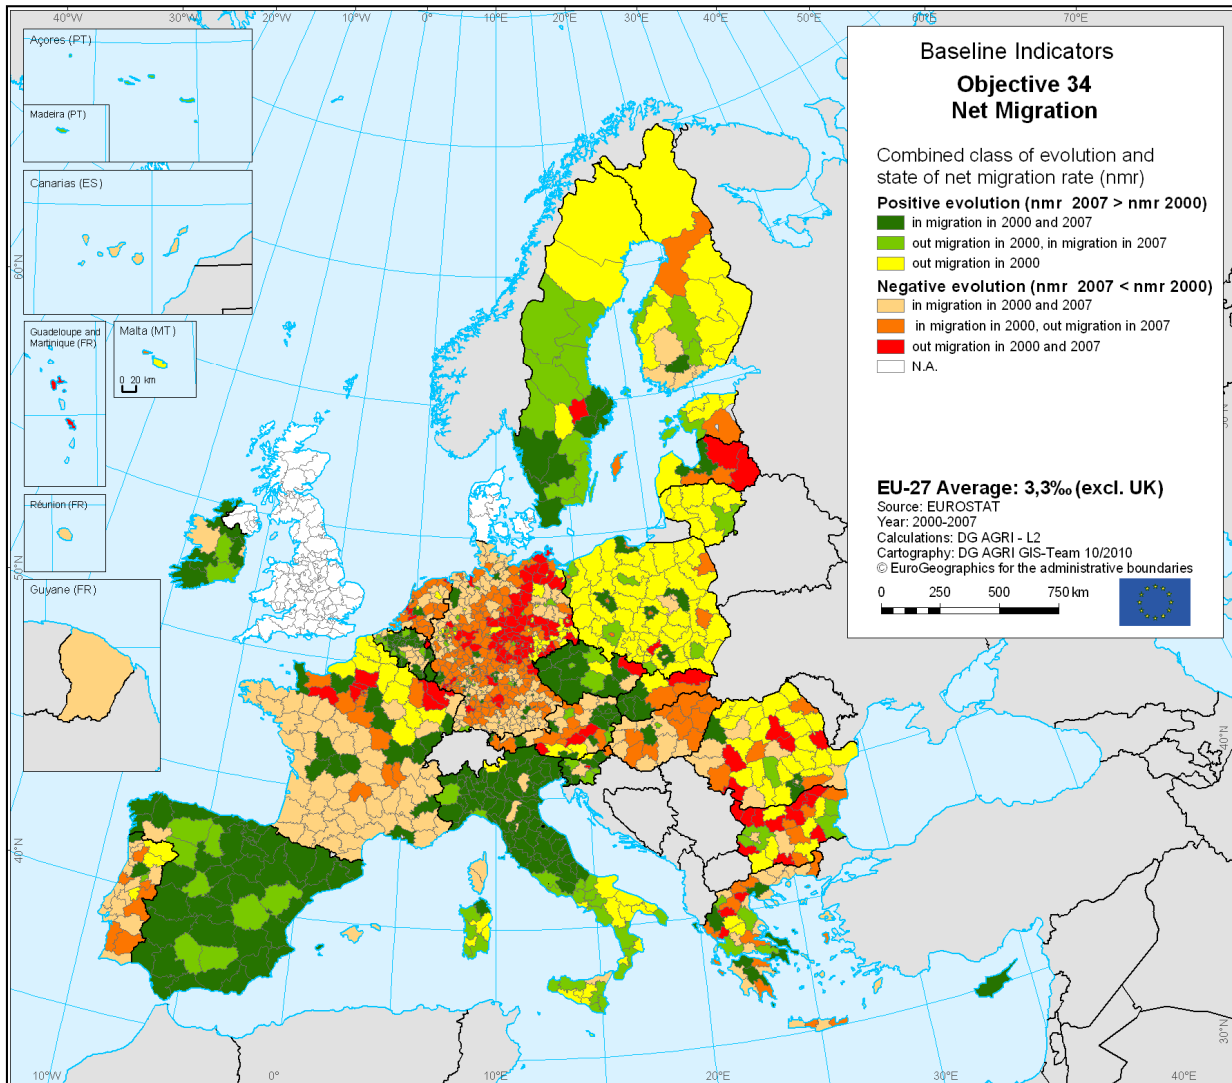 40°W
30°W
20°W
10°W
0°
10°E
20°E
30°E
40°E
50°E
60°E
70°E
Açores (PT)
Madeira (PT)
Canarias (ES)
Guadeloupe and
Martinique (FR)
Malta (MT)
0 20 km
Réunion (FR)
Guyane (FR)
60°N
50°N
40°N
Baseline Indicators
Objective 34
Net Migration
Combined class of evolution and
state of net migration rate (nmr)
Positive evolution (nmr 2007 > nmr 2000)
in migration in 2000 and 2007
out migration in 2000, in migration in 2007
out migration in 2000
Negative evolution (nmr 2007 < nmr 2000)
in migration in 2000 and 2007
in migration in 2000, out migration in 2007
out migration in 2000 and 2007
N.A.
EU-27 Average: 3,3‰ (excl. UK)
Source: EUROSTAT
Year: 2000-2007
Calculations: DG AGRI - L2
Cartography: DG AGRI GIS-Team 10/2010
© EuroGeographics for the administrative boundaries
0 250 500 750 km
40°N
30°N
10°W
0°
10°E
20°E
30°E
40°E